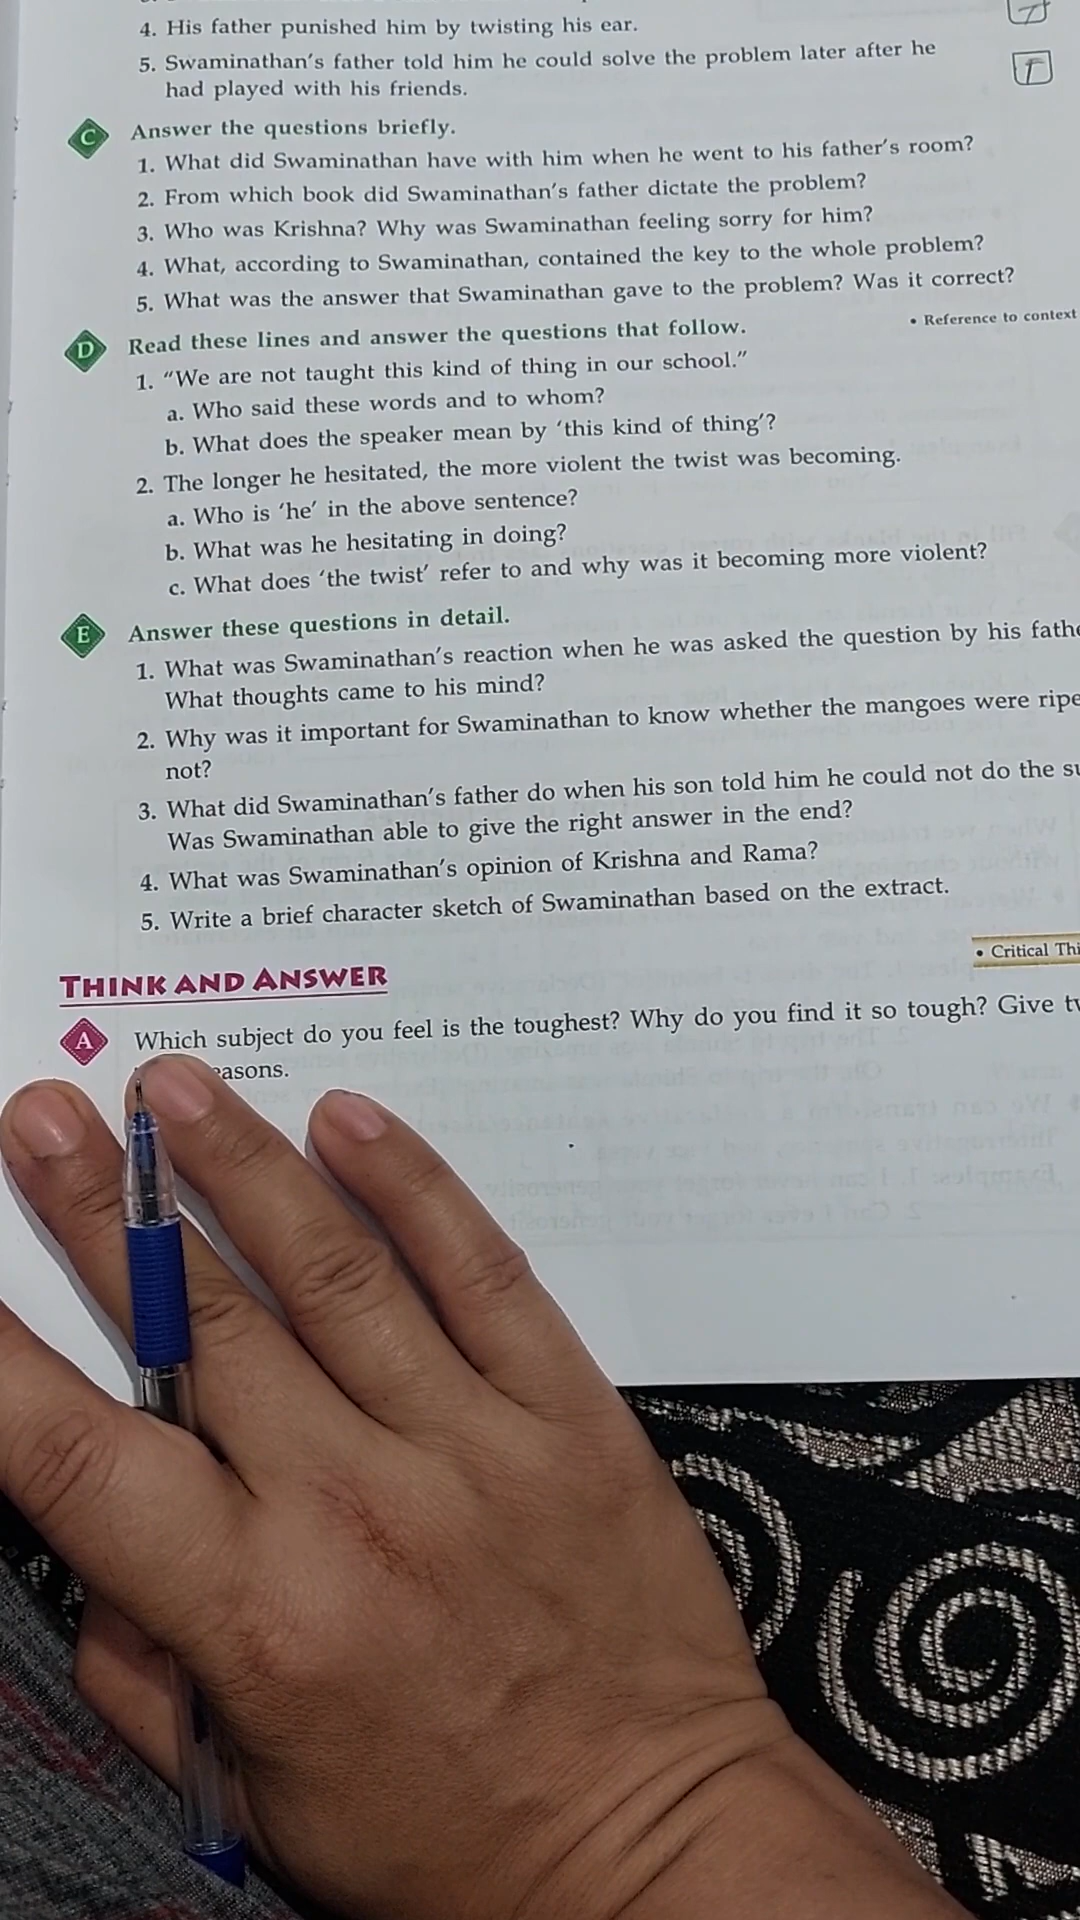 4. His father punished him by twisting his ear.
5. Swaminathan's father told him he could solve the problem later after he
had played with his friends.
F
C Answer the questions briefly.
1. What did Swaminathan have with him when he went to his father's room?
2. From which book did Swaminathan's father dictate the problem?
3. Who was Krishna? Why was Swaminathan feeling sorry for him?
4. What, according to Swaminathan, contained the key to the whole problem?
5. What was the answer that Swaminathan gave to the problem? Was it correct?
• Reference to context
D Read these lines and answer the questions that follow.
1. “We are not taught this kind of thing in our school.”
a. Who said these words and to whom?
b. What does the speaker mean by ‘this kind of thing’?
2. The longer he hesitated, the more violent the twist was becoming.
a. Who is ‘he’ in the above sentence?
b. What was he hesitating in doing?
c. What does ‘the twist’ refer to and why was it becoming more violent?
E Answer these questions in detail.
1. What was Swaminathan's reaction when he was asked the question by his
What thoughts came to his mind?
2. Why was it important for Swaminathan to know whether the mangoes were ripe
not?
3. What did Swaminathan's father do when his son told him he could not do the
Was Swaminathan able to give the right answer in the end?
4. What was Swaminathan's opinion of Krishna and Rama?
5. Write a brief character sketch of Swaminathan based on the extract.
• Critical
THINK AND ANSWER
A Which subject do you feel is the toughest? Why do you find it so tough? Give
easons.